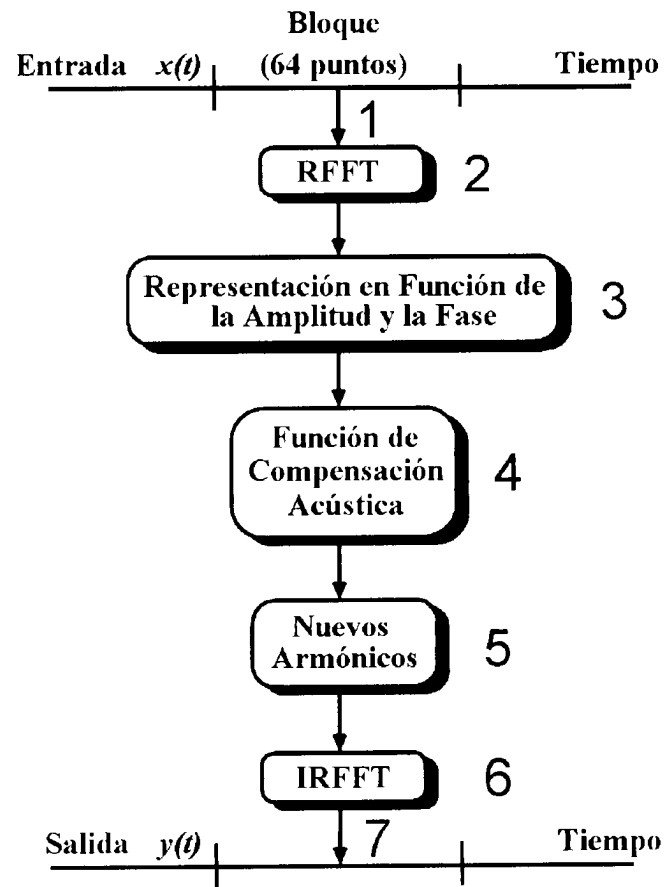 Bloque
Entrada x(t) (64 puntos) Tiempo
1
RFFT 2
Representación en Función de
la Amplitud y la Fase
3
Función de
Compensación
Acústica
4
Nuevos
Armónicos
5
IRFFT 6
7
Salida y(t) Tiempo